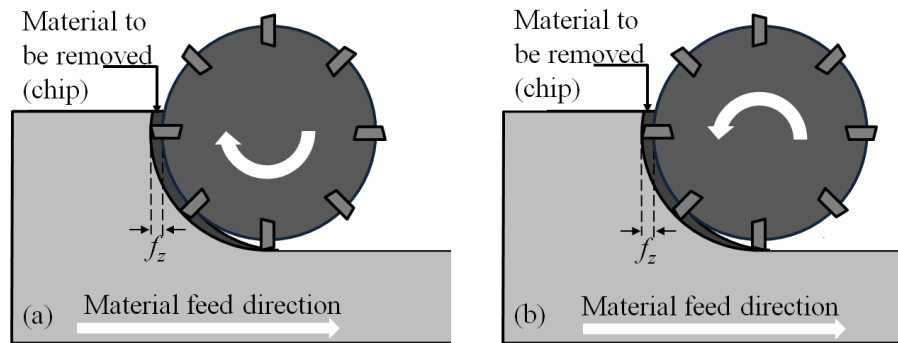 Material to
be removed
(chip)
f_z
(a) Material feed direction
Material to
be removed
(chip)
f_z
(b) Material feed direction